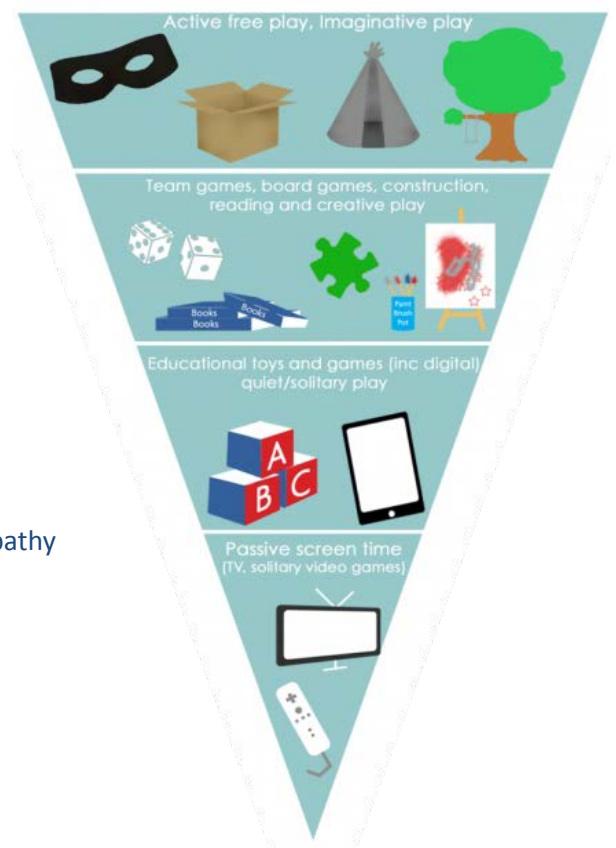 Active free play, Imaginative play
Team games, board games, construction,
reading and creative play
Books
Books
Books
Paint
Brush
Pot
Educational toys and games (inc digital)
quiet/solitary play
A
B C
pathy
Passive screen time
(TV, solitary video games)